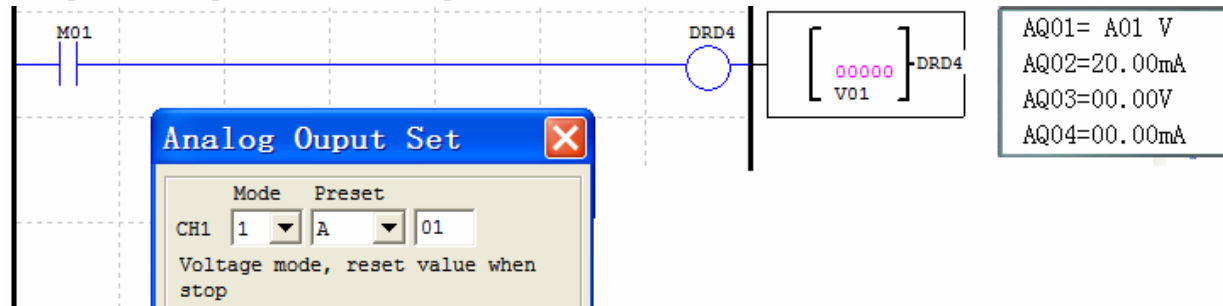 M01
DRD4
00000
V01
DRD4
AQ01= A01 V
AQ02=20.00mA
AQ03=00.00V
AQ04=00.00mA
Analog Ouput Set
Mode Preset
CH1 1 A 01
Voltage mode, reset value when
stop